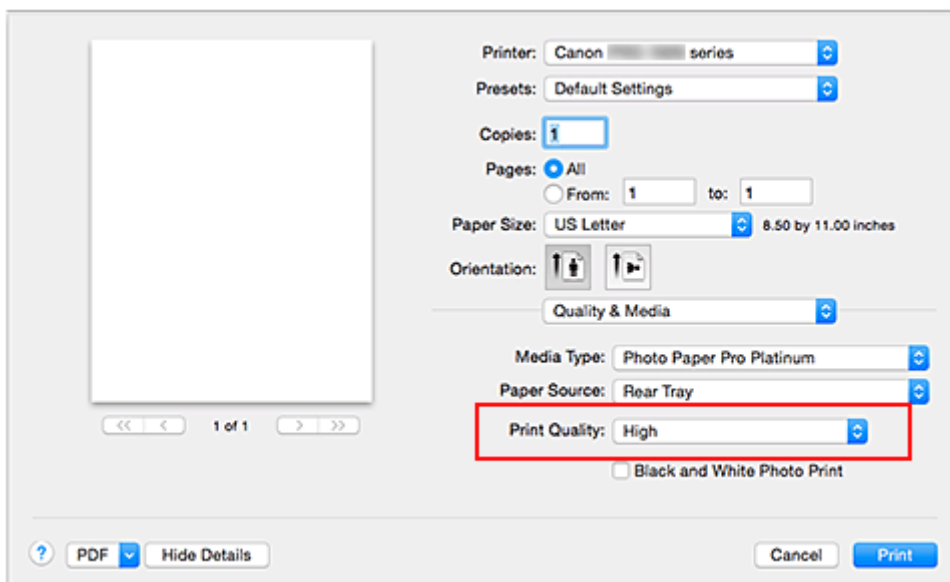 Printer: Canon series
Presets: Default Settings
Copies: 1
Pages: All
From: 1 to: 1
Paper Size: US Letter 8.50 by 11.00 inches
Orientation:
Quality & Media
Media Type: Photo Paper Pro Platinum
Paper Source: Rear Tray
1 of 1
Print Quality: High
Black and White Photo Print
? PDF Hide Details Cancel Print